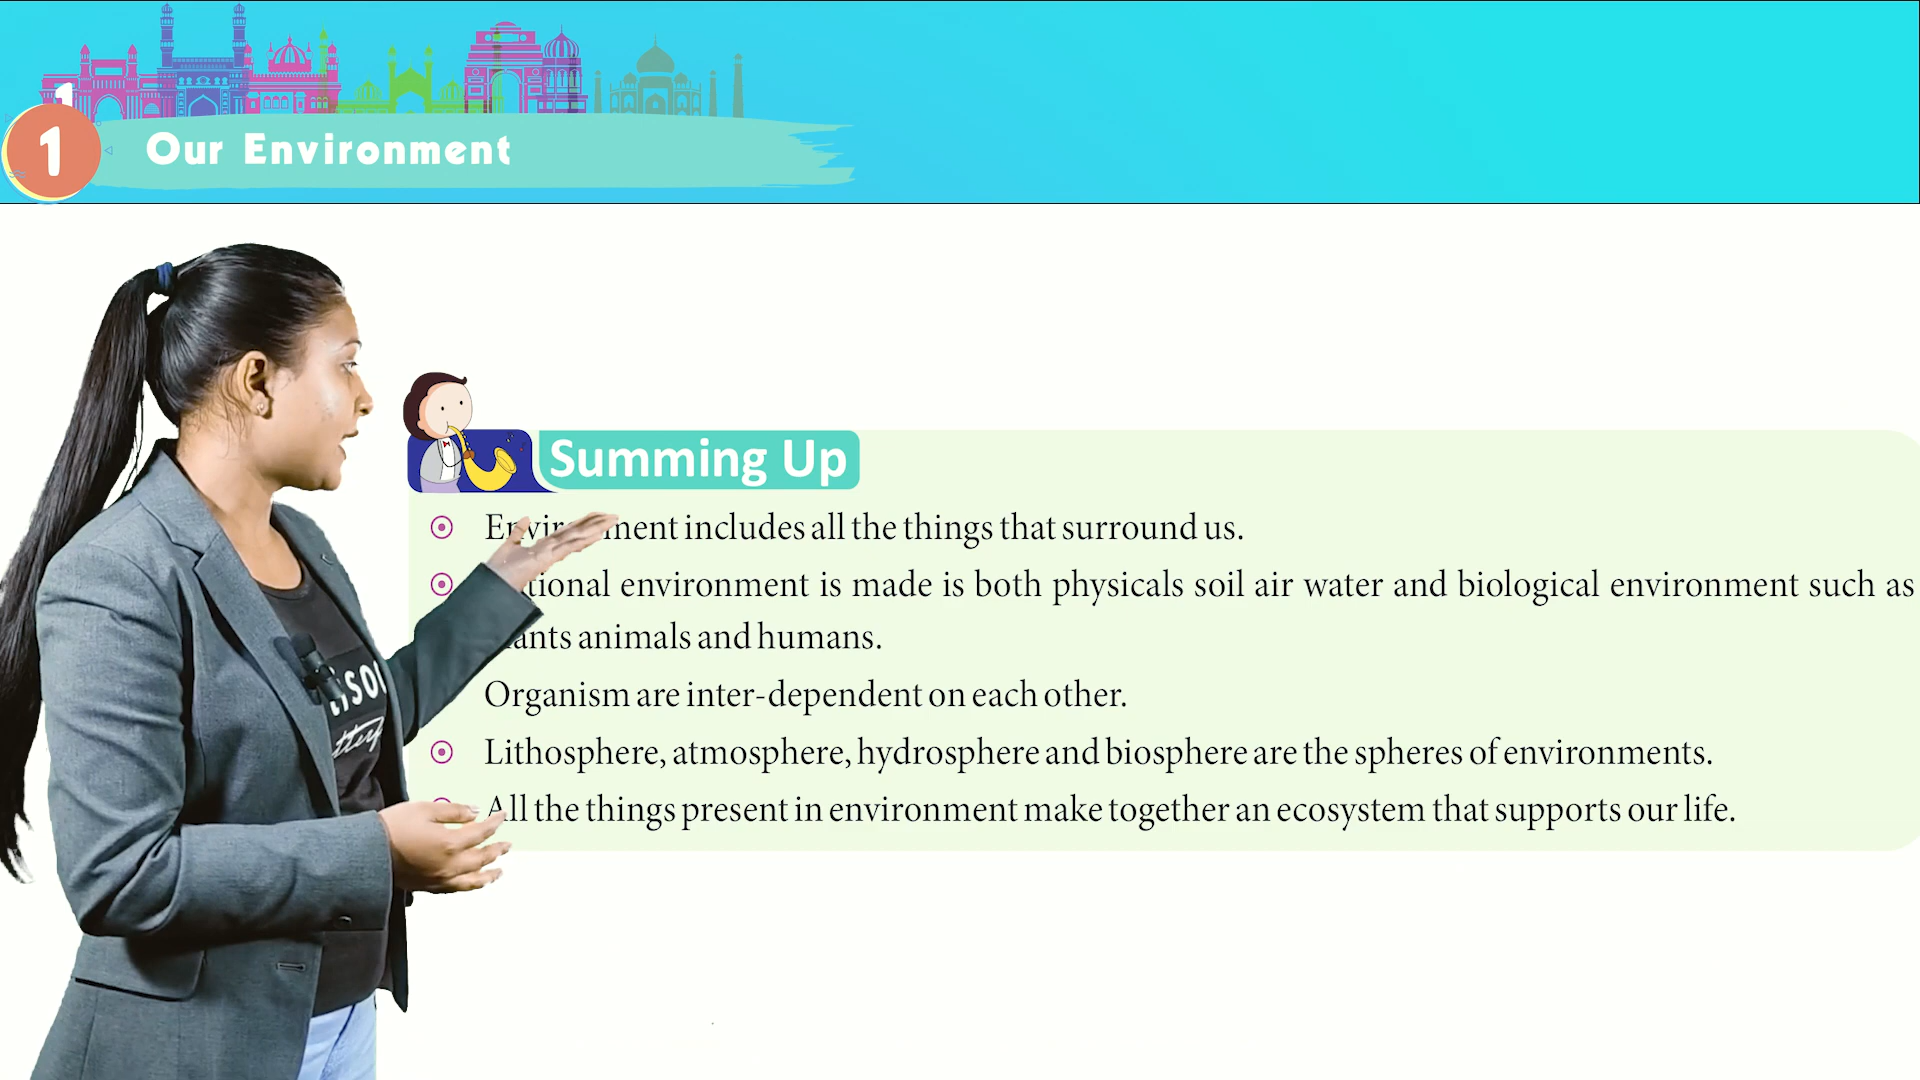 1
1 Our Environment
Summing Up
Environment includes all the things that surround us.
environment is made is both physicals soil air water and biological environment such as
animals and humans.
Organism are inter-dependent on each other.
Lithosphere, atmosphere, hydrosphere and biosphere are the spheres of environments.
All the things present in environment make together an ecosystem that supports our life.